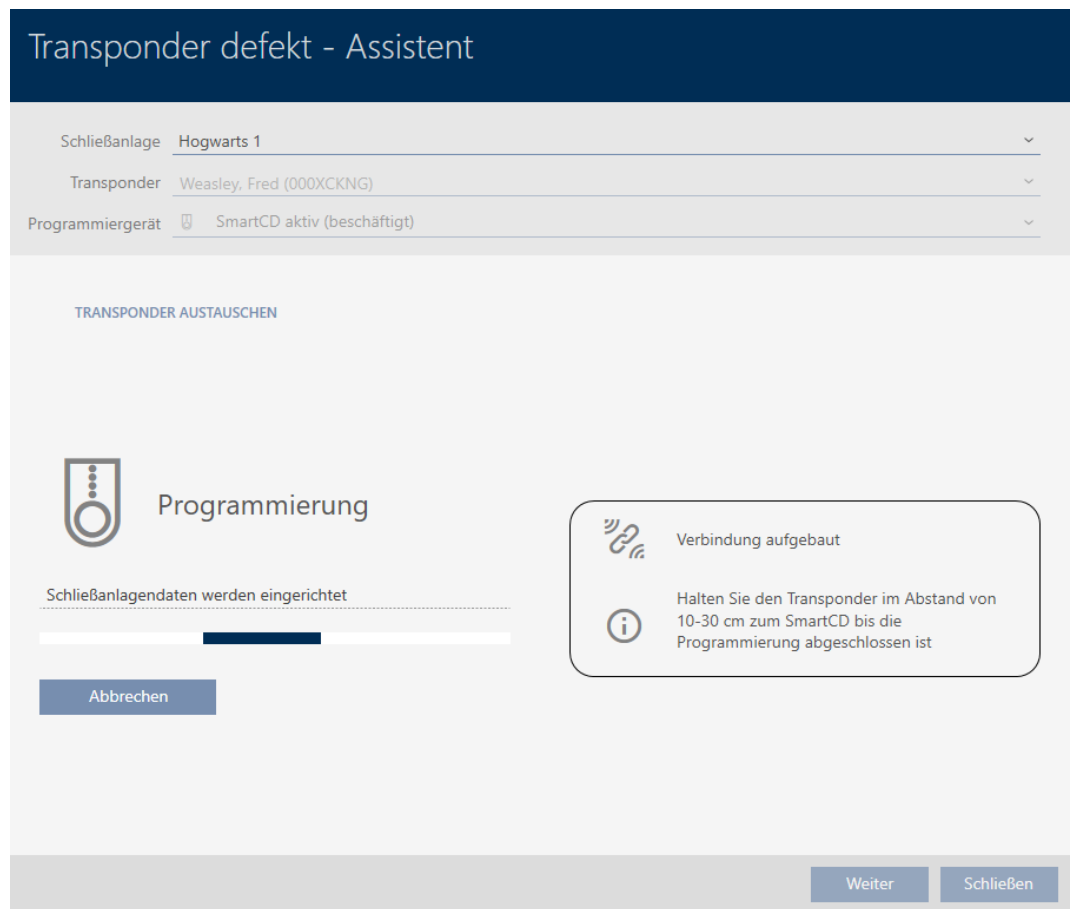 Transponder defekt - Assistent
Schließanlage Hogwarts 1
Transponder Weasley, Fred (000XCKNG)
Programmiergerät SmartCD aktiv (beschäftigt)
TRANSPONDER AUSTAUSCHEN
Programmierung
Schließanlagendaten werden eingerichtet
Abbrechen
Verbindung aufgebaut
Halten Sie den Transponder im Abstand von
10-30 cm zum SmartCD bis die
Programmierung abgeschlossen ist
Weiter Schließen